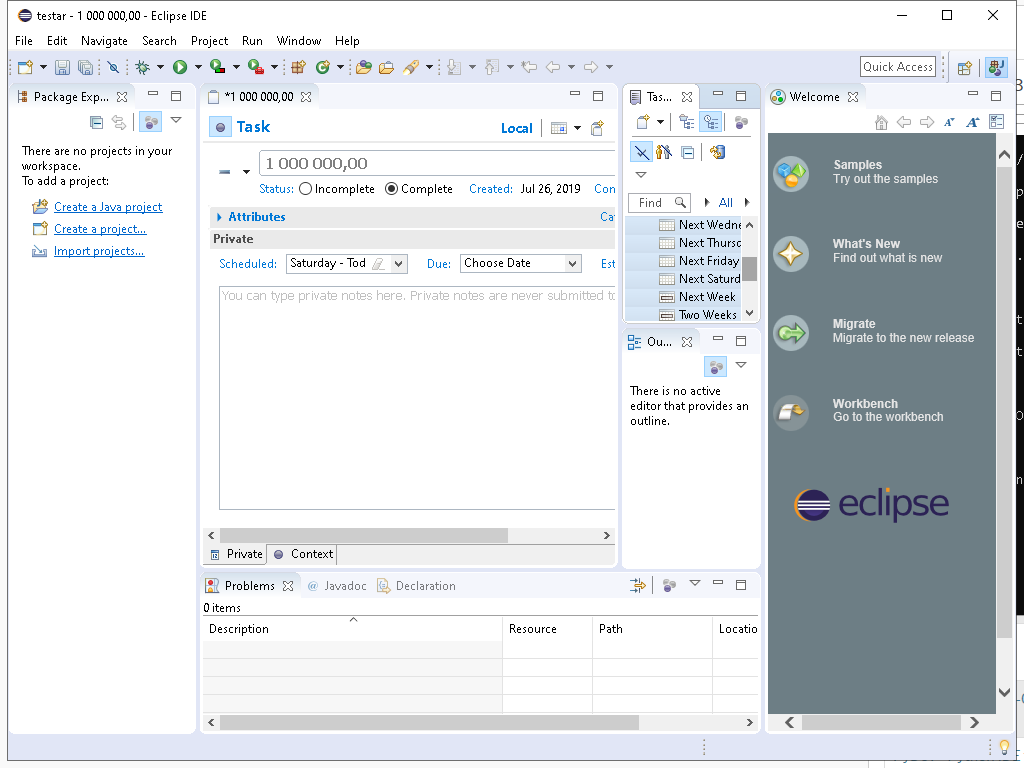 testar - 1 000 000,00 - Eclipse IDE
File Edit Navigate Search Project Run Window Help
Quick Access
Package Exp...
There are no projects in your
workspace.
To add a project:
Create a Java project
Create a project...
Import projects...
*1 000 000,00
Task
Local
1 000 000,00
Status: Incomplete Complete Created: Jul 26, 2019 Con
Attributes
Ca
Private
Scheduled: Saturday - Tod Due: Choose Date Est
You can type private notes here. Private notes are never submitted to
Private Context
Tas...
Find All
Next Wedne
Next Thursc
Next Friday
Next Saturd
Next Week
Two Weeks
Ou...
There is no active
editor that provides an
outline.
Welcome
Samples
Try out the samples
What's New
Find out what is new
Migrate
Migrate to the new release
Workbench
Go to the workbench
eclipse
Problems Javadoc Declaration
0 items
Description Resource Path Locatio